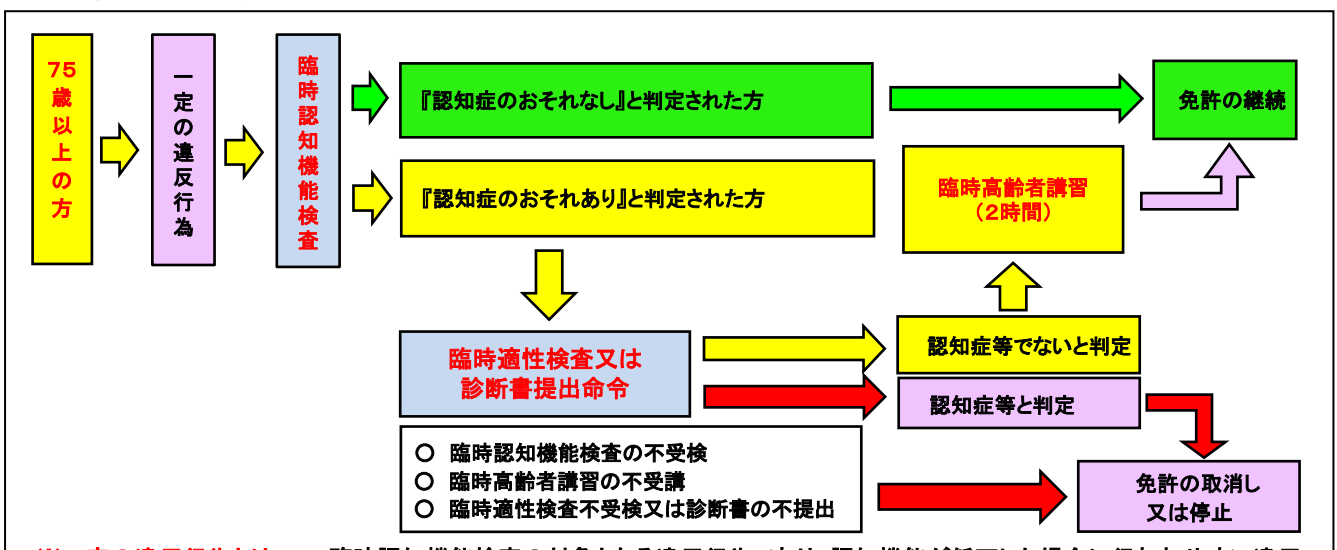 75歳以上の方
一定の違反行為
臨時認知機能検査
『認知症のおそれなし』と判定された方
免許の継続
『認知症のおそれあり』と判定された方
臨時高齢者講習
（2時間）
臨時適性検査又は
診断書提出命令
認知症等でないと判定
認知症等と判定
○ 臨時認知機能検査の不受検
○ 臨時高齢者講習の不受講
○ 臨時適性検査不受検又は診断書の不提出
免許の取消し
又は停止